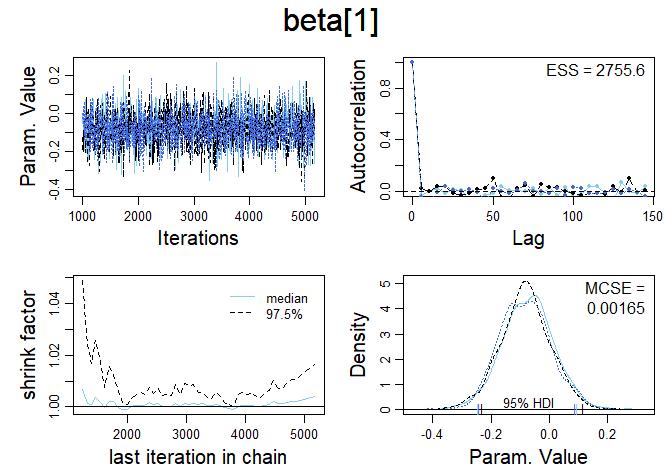 beta[1]
Param. Value
-0.4 -0.2 0.0 0.2
1000 2000 3000 4000 5000
Iterations
Autocorrelation
0.0 0.4 0.8
ESS = 2755.6
0 50 100 150
Lag
shrink factor
1.00 1.02 1.04
median
97.5%
2000 3000 4000 5000
last iteration in chain
Density
0 1 2 3 4 5
MCSE =
0.00165
95% HDI
-0.4 -0.2 0.0 0.2
Param. Value